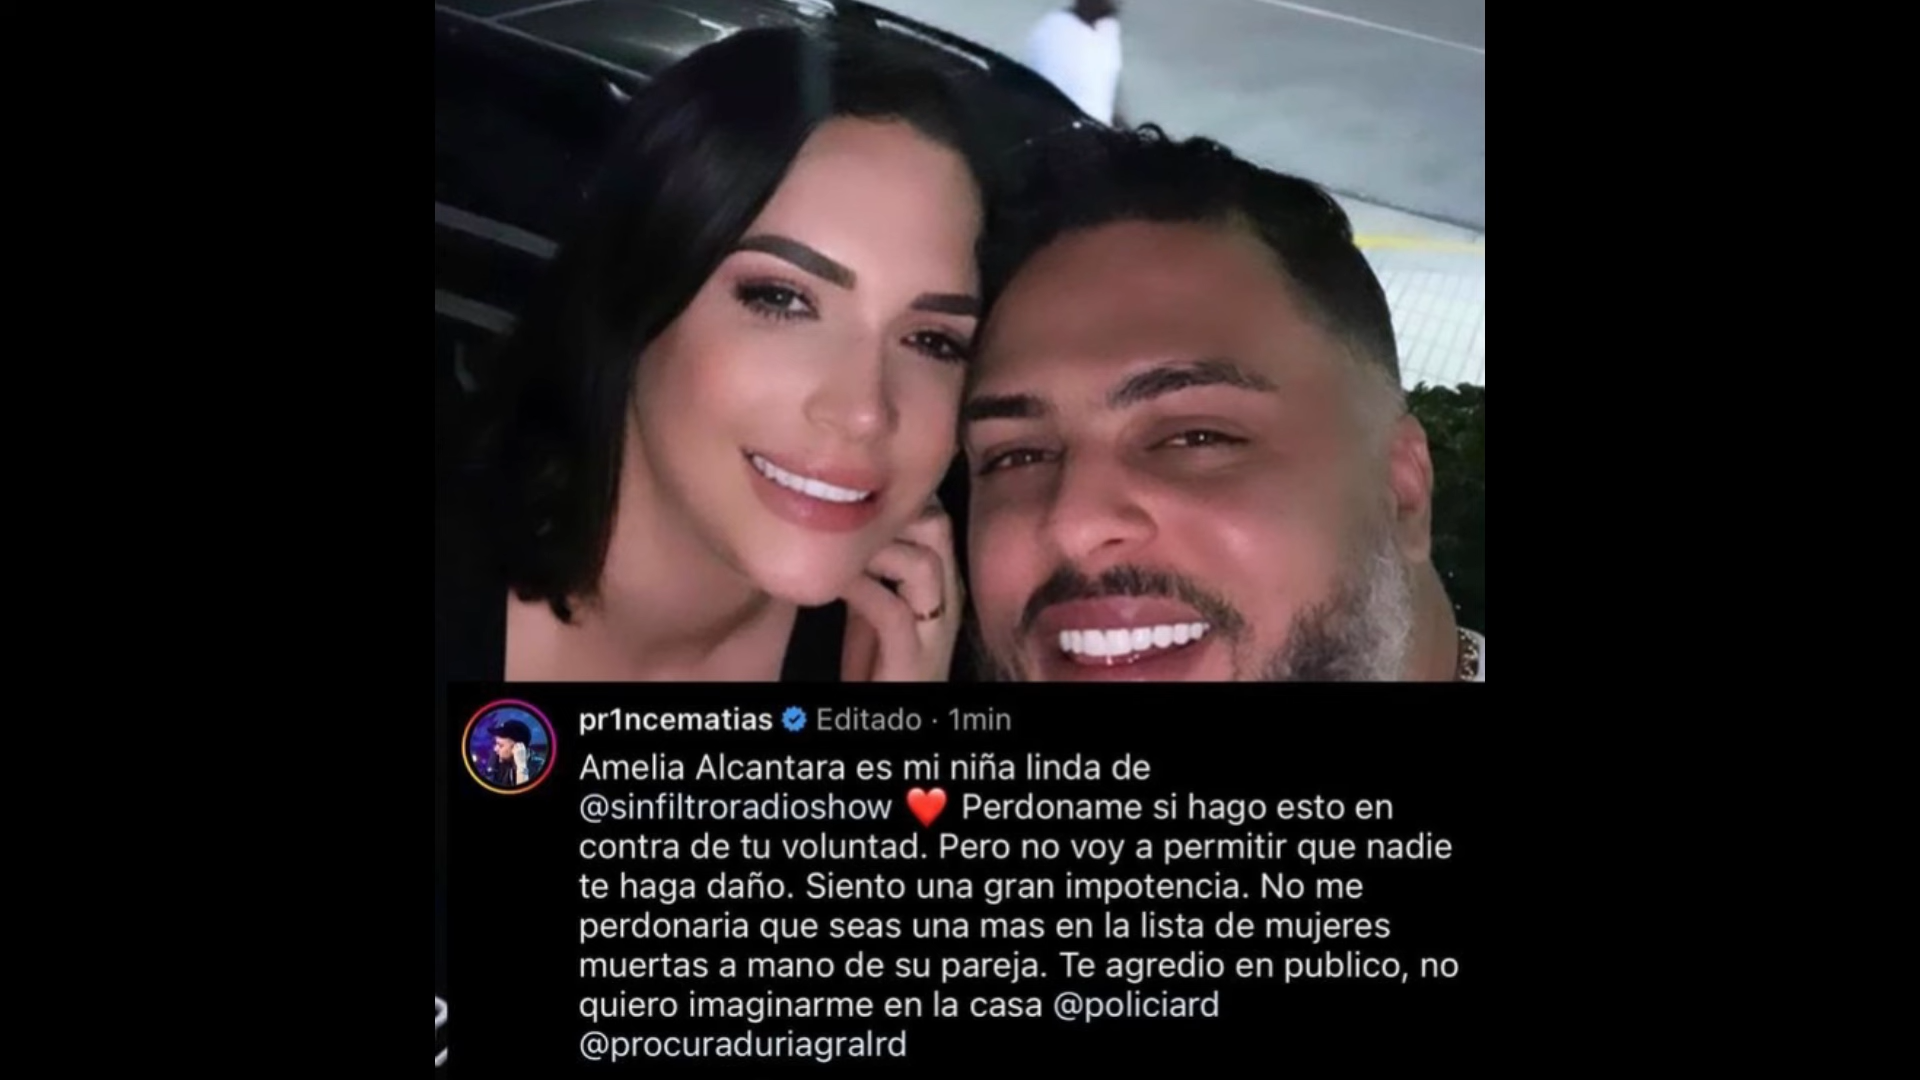 pr1ncematias Editado · 1min
Amelia Alcantara es mi niña linda de
@sinfiltroradioshow ❤️ Perdoname si hago esto en
contra de tu voluntad. Pero no voy a permitir que nadie
te haga daño. Siento una gran impotencia. No me
perdonaria que seas una mas en la lista de mujeres
muertas a mano de su pareja. Te agredio en publico, no
quiero imaginarme en la casa @policiard
@procuraduriagralrd